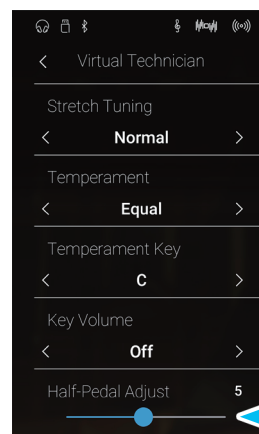 Virtual Technician
Stretch Tuning
Normal
Temperament
Equal
Temperament Key
C
Key Volume
Off
Half-Pedal Adjust 5